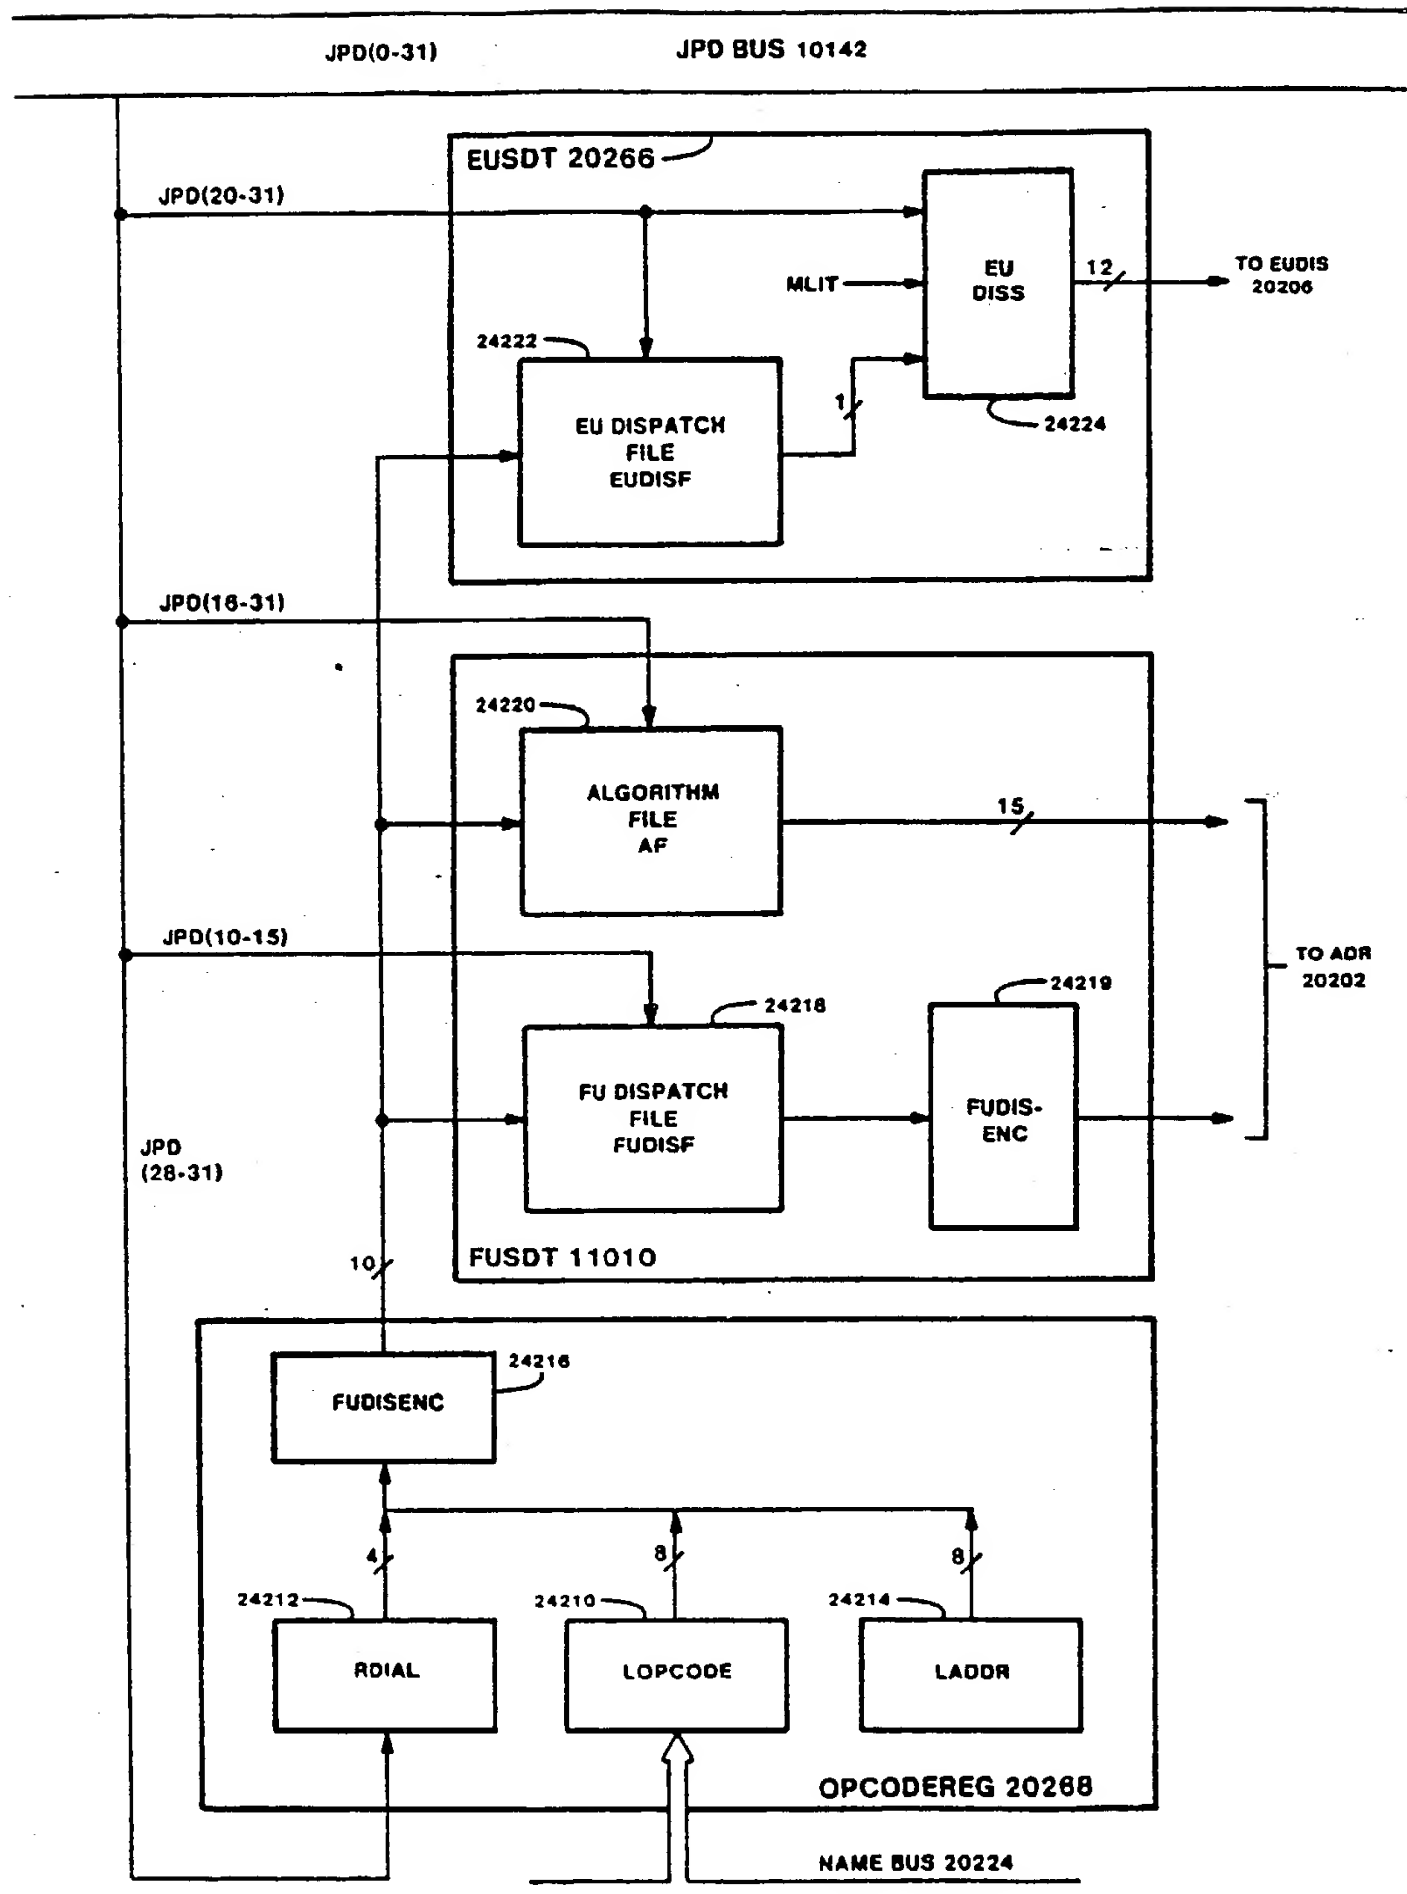 JPD(0-31)
JPD BUS 10142
EUSDT 20266
JPD(20-31)
EU
DISS
12
TO EUDIS
20206
MLIT
24222
1
24224
EU DISPATCH
FILE
EUDISF
JPD(16-31)
24220
ALGORITHM
FILE
AF
15
JPD(10-15)
TO ADR
20202
24218
24219
FU DISPATCH
FILE
FUDISF
FUDIS-
ENC
JPD
(28-31)
10
FUSDT 11010
24216
FUDISENC
4
8
8
24212
24210
24214
RDIAL
LOPCODE
LADDR
OPCODEREG 20268
NAME BUS 20224